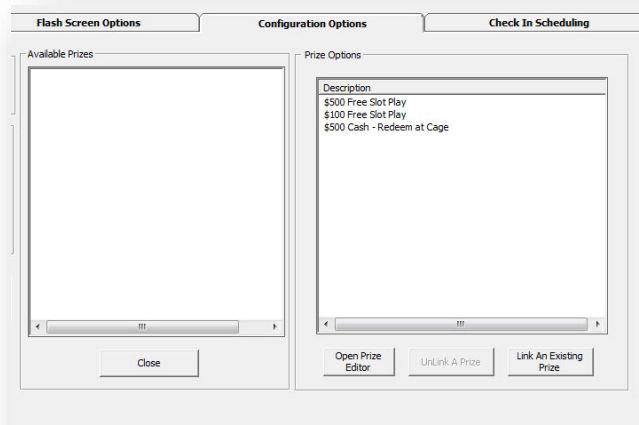 Flash Screen Options
Configuration Options
Check In Scheduling
Available Prizes
Prize Options
Description
$500 Free Slot Play
$100 Free Slot Play
$500 Cash - Redeem at Cage
Close
Open Prize
Editor
UnLink A Prize
Link An Existing
Prize